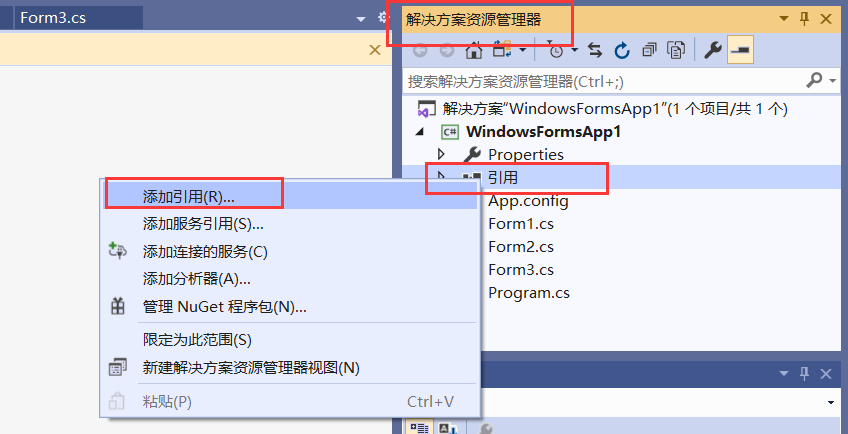 Form3.cs
解决方案资源管理器
搜索解决方案资源管理器(Ctrl+;)
解决方案"WindowsFormsApp1"(1 个项目/共 1 个)
C# WindowsFormsApp1
Properties
引用
App.config
Form1.cs
Form2.cs
Form3.cs
Program.cs
添加引用(R)...
添加服务引用(S)...
添加连接的服务(C)
添加分析器(A)...
管理 NuGet 程序包(N)...
限定为此范围(S)
新建解决方案资源管理器视图(N)
粘贴(P) Ctrl+V